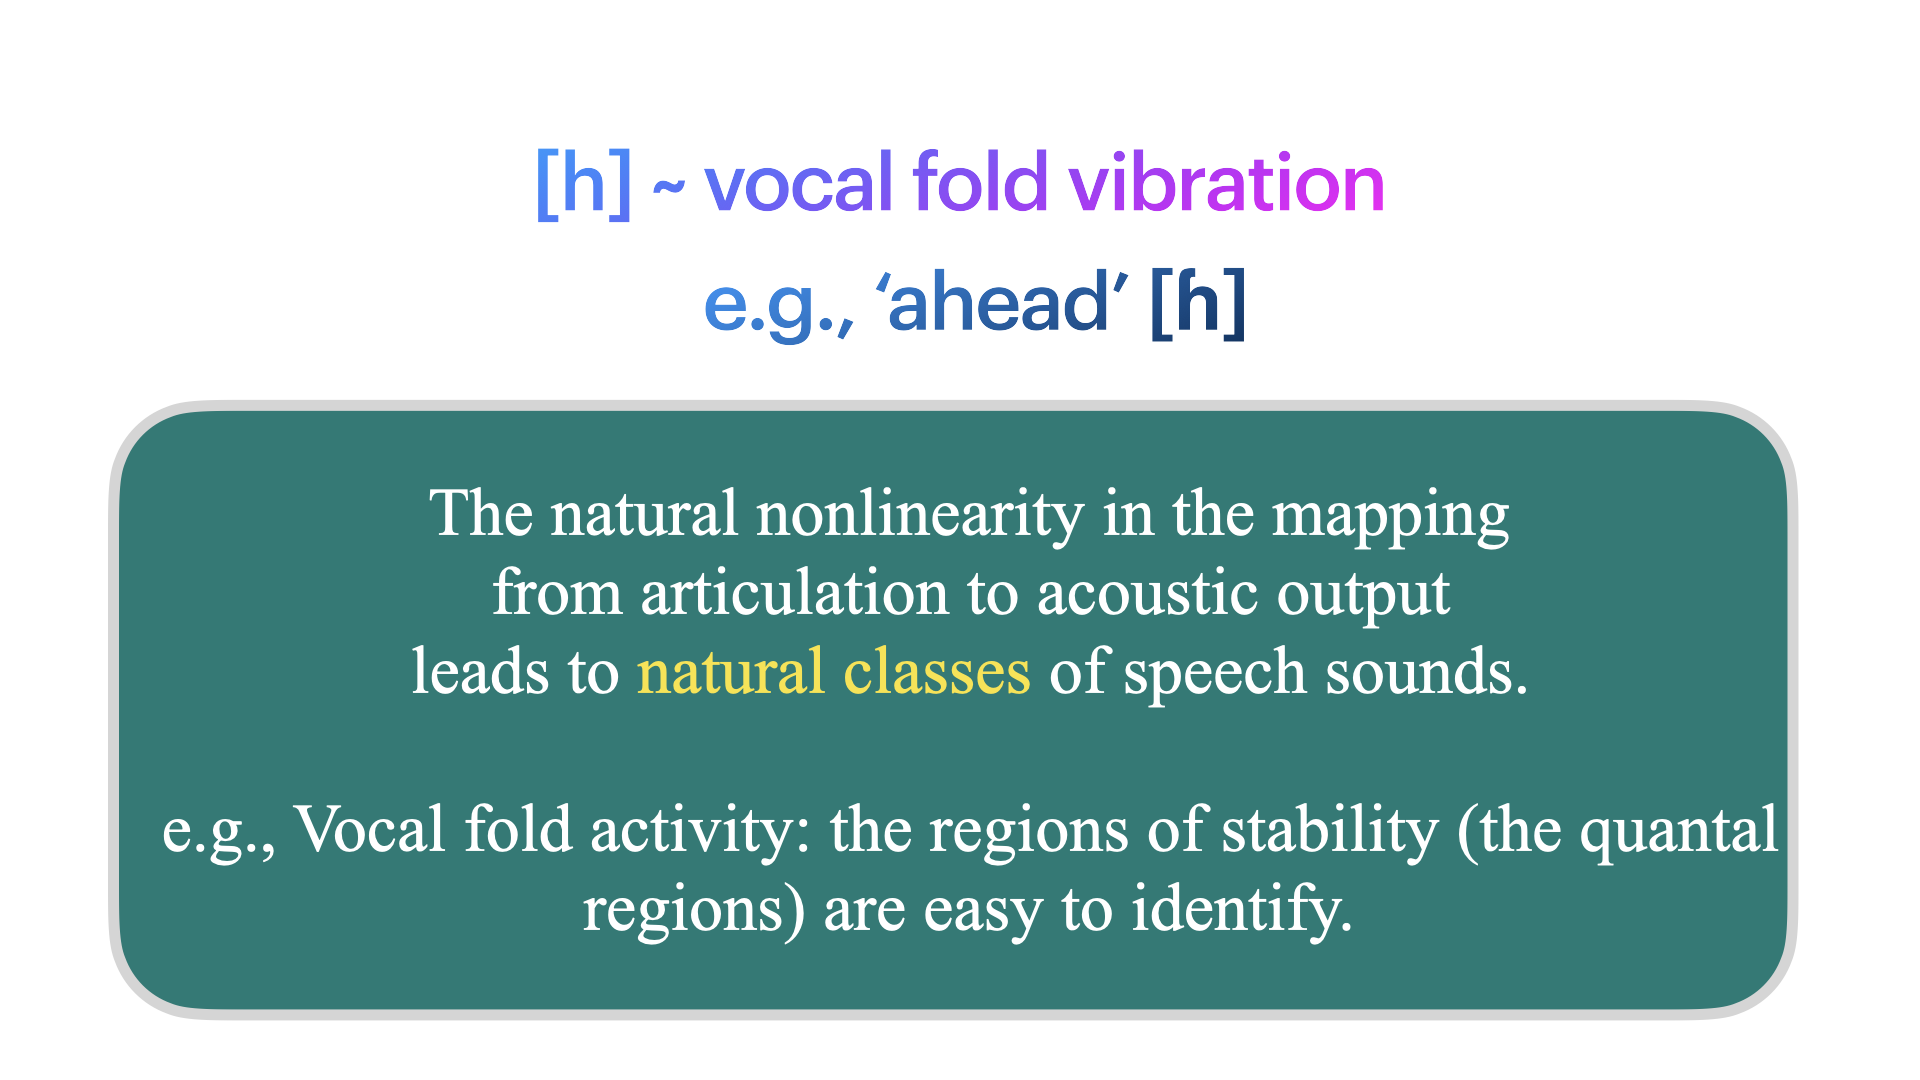 [h] ~ vocal fold vibration
e.g., ‘ahead’ [ɦ]
The natural nonlinearity in the mapping
from articulation to acoustic output
leads to natural classes of speech sounds.
e.g., Vocal fold activity: the regions of stability (the quantal
regions) are easy to identify.